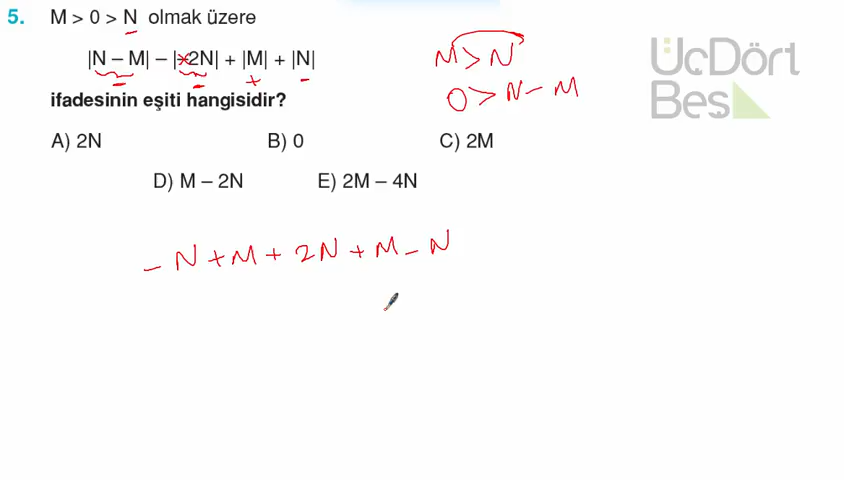 5. M > 0 > N olmak üzere
|N – M| – |-2N| + |M| + |N|
ifadesinin eşiti hangisidir?
A) 2N B) 0 C) 2M
D) M – 2N E) 2M – 4N
M > N
0 > N – M
ÜçDört
Beş
– N + M + 2N + M – N